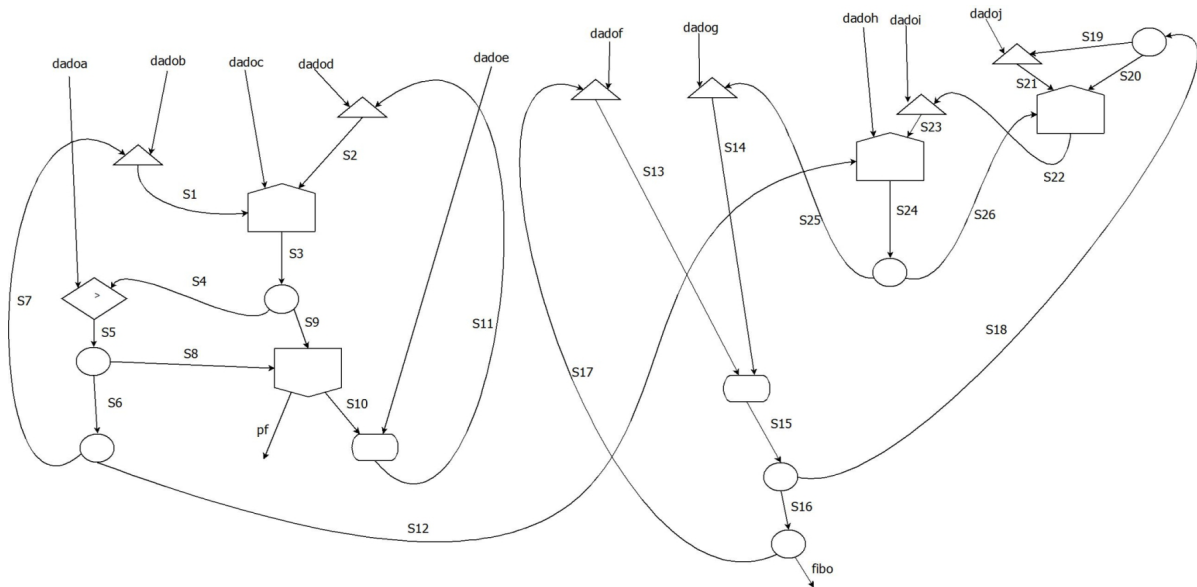 dadoa
dadob
dadoc
dadod
dadoe
dadof
dadog
dadoh
dadoi
dadoj
S19
S21
S20
S23
S2
S14
S13
S22
S1
S24
S25
S26
S3
S7
S4
>
S9
S11
S5
S18
S8
S17
S6
S10
S15
pf
S16
S12
fibo